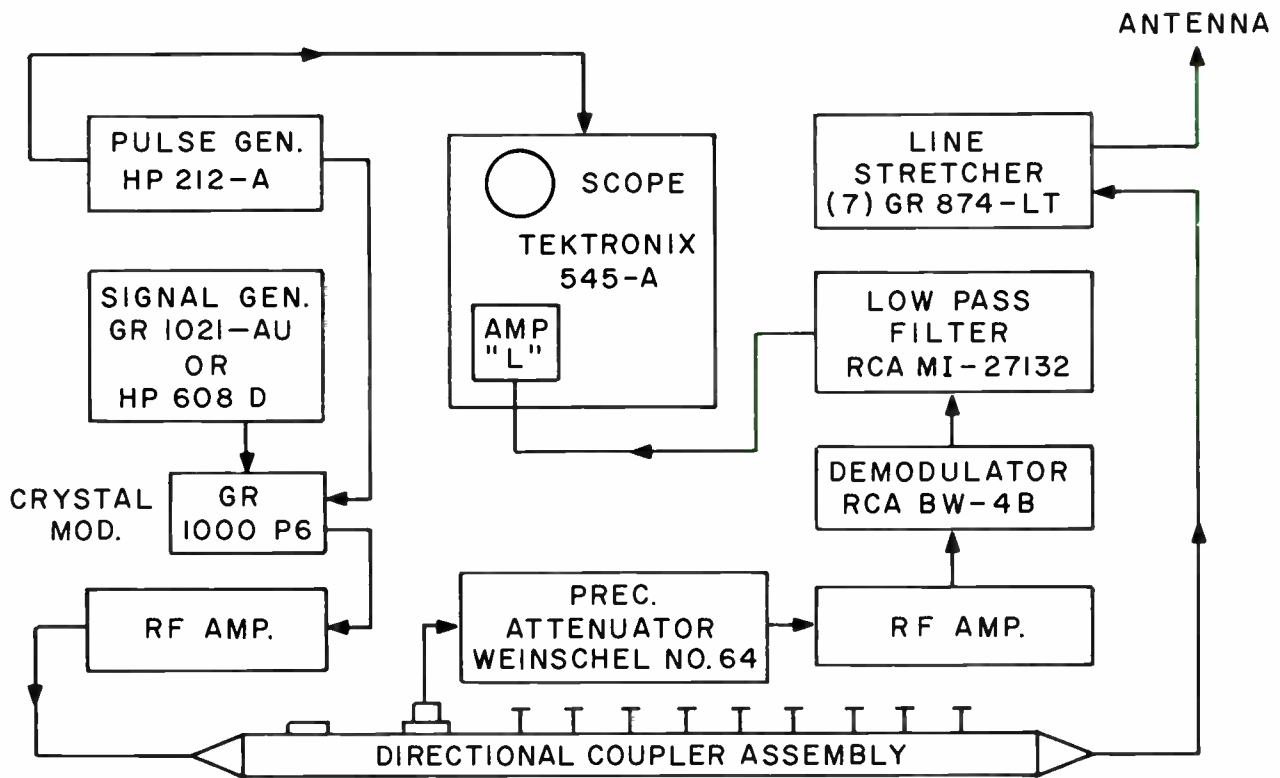 ANTENNA
PULSE GEN.
HP 212-A
SCOPE
TEKTRONIX
545-A
AMP
"L"
LINE
STRETCHER
(7) GR 874-LT
SIGNAL GEN.
GR 1021-AU
OR
HP 608 D
LOW PASS
FILTER
RCA MI-27132
CRYSTAL
MOD.
GR
1000 P6
DEMODULATOR
RCA BW-4B
RF AMP.
PREC.
ATTENUATOR
WEINSCHEL NO. 64
RF AMP.
DIRECTIONAL COUPLER ASSEMBLY